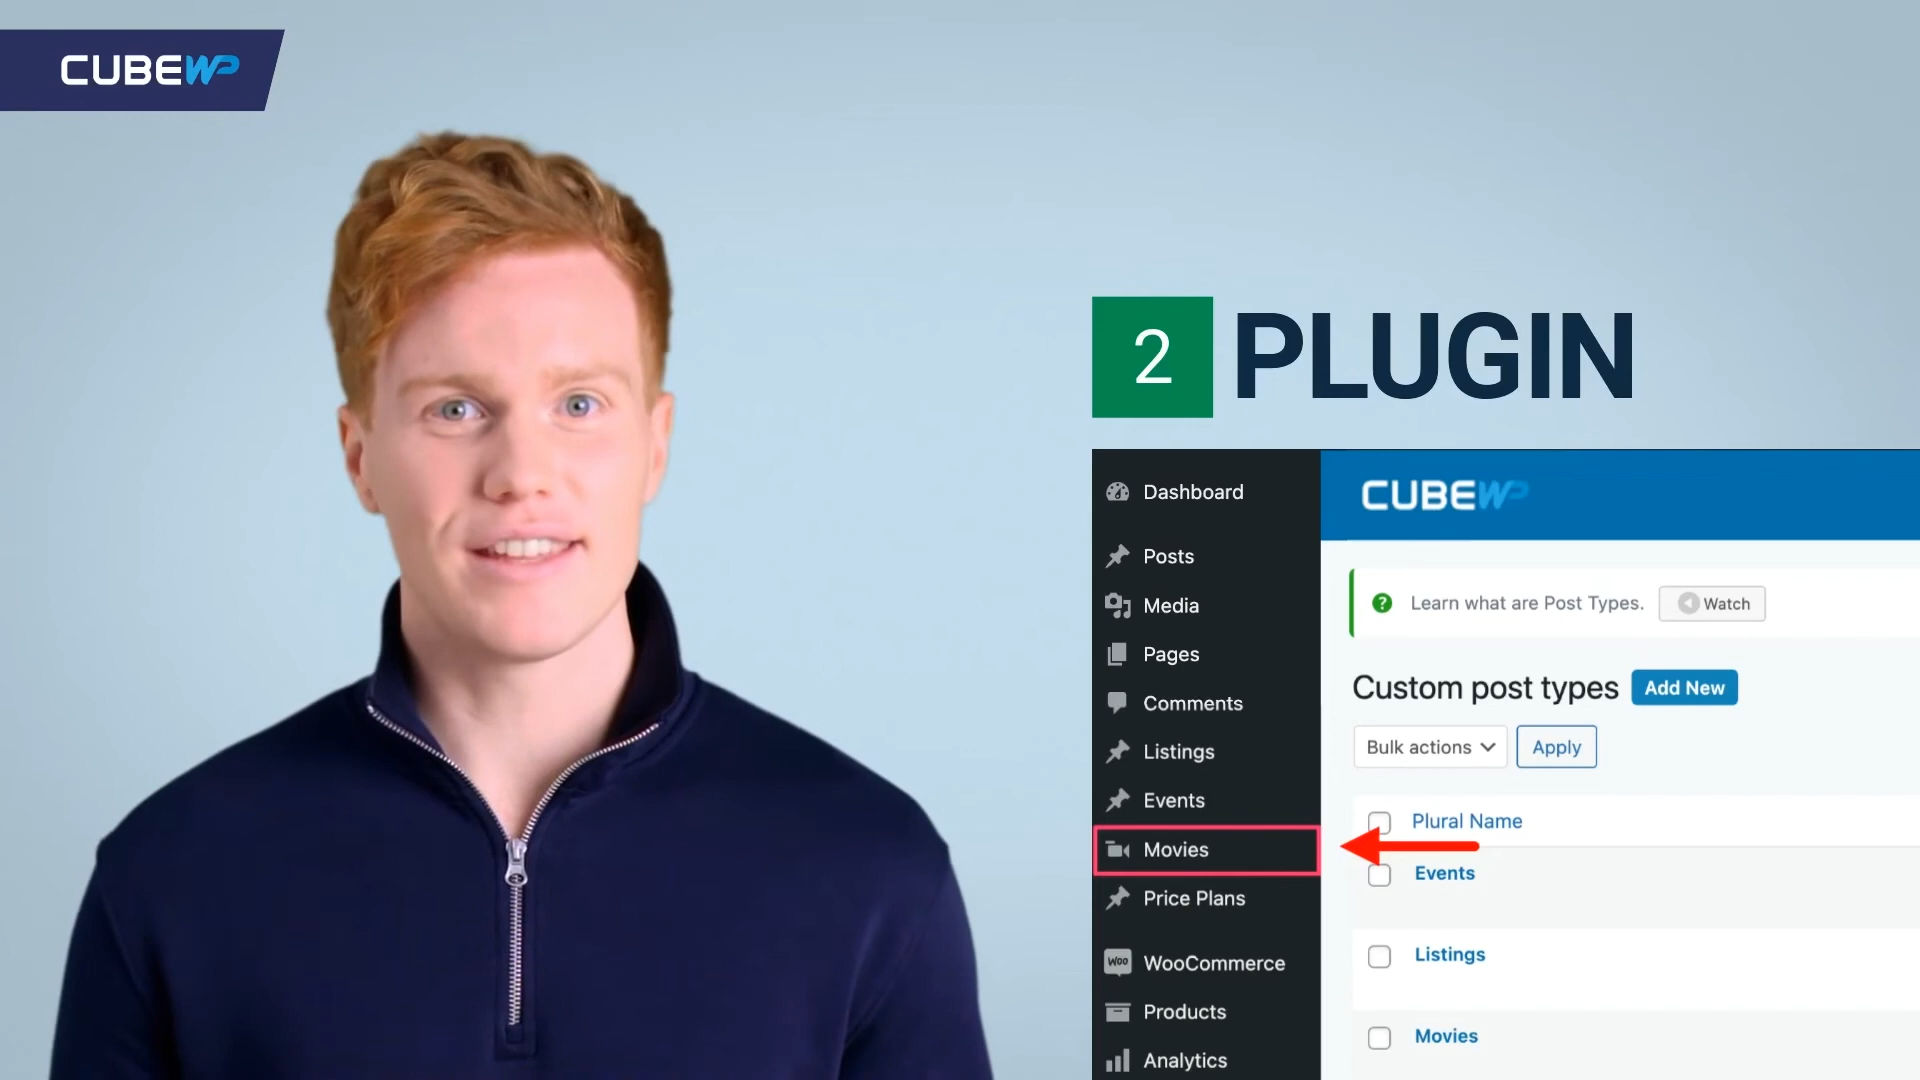 CUBEWP
2 PLUGIN
Dashboard
Posts
Media
Pages
Comments
Listings
Events
Movies
Price Plans
WOO WooCommerce
Products
Analytics
CUBEWP
? Learn what are Post Types. Watch
Custom post types Add New
Bulk actions Apply
Plural Name
Events
Listings
Movies